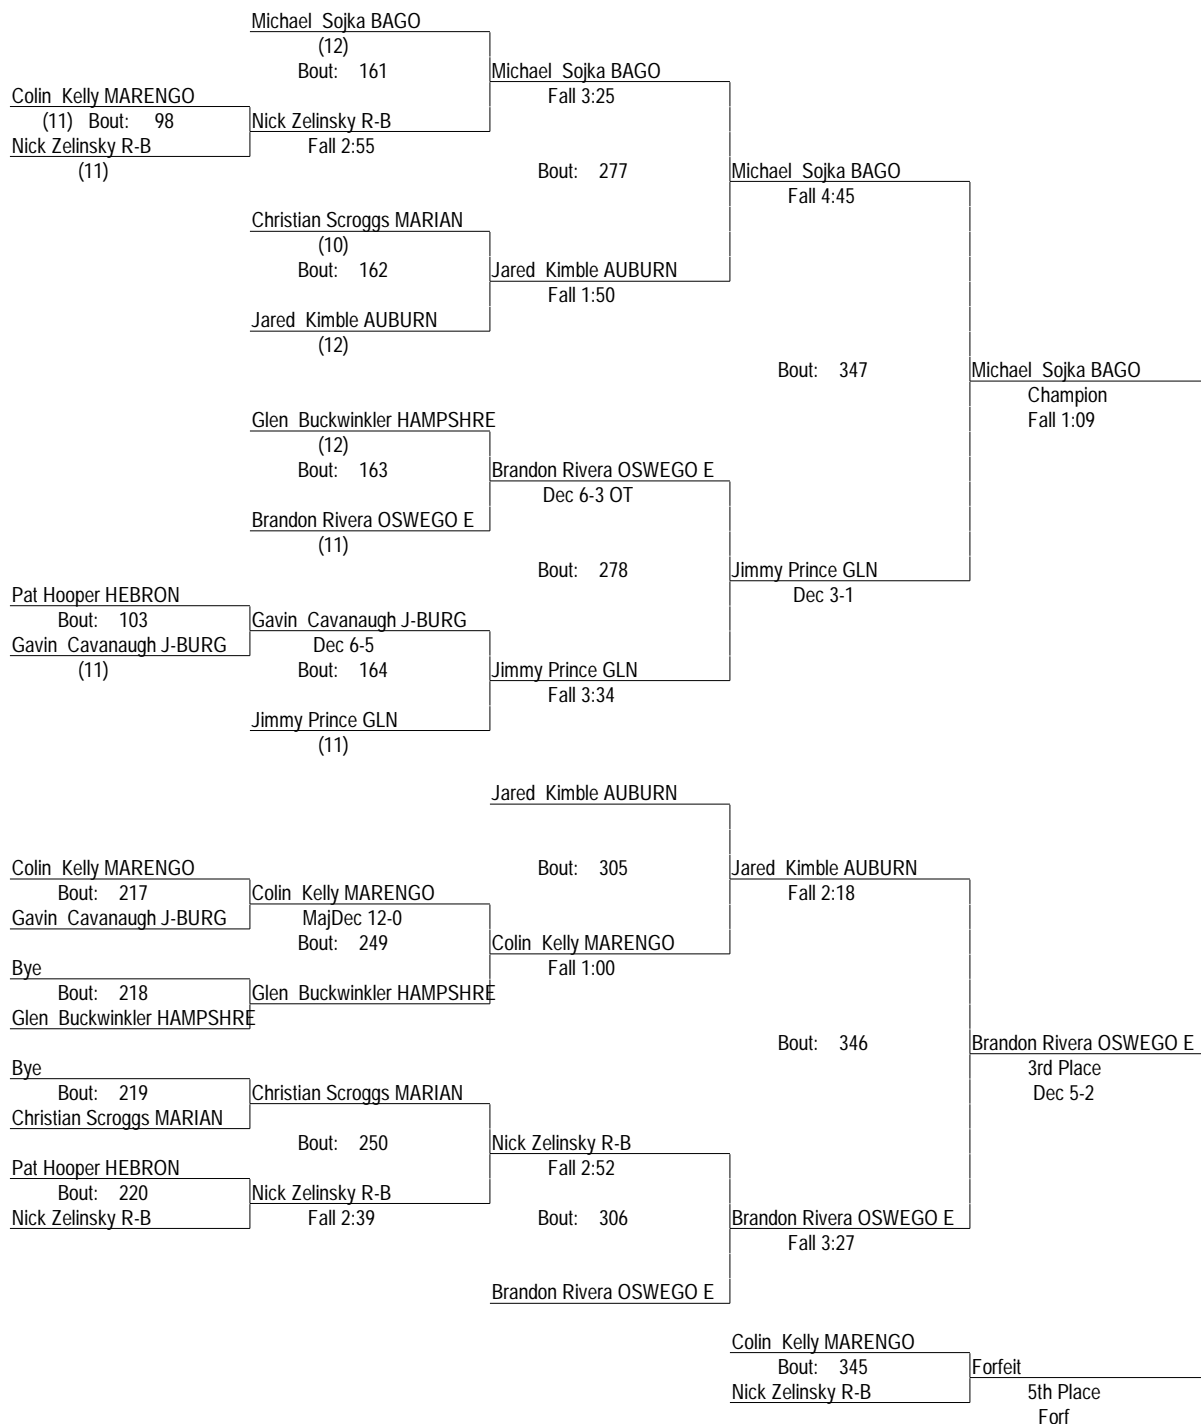 Michael  Sojka BAGO
(12)
Bout: 161
Michael  Sojka BAGO
Fall 3:25
Colin  Kelly MARENGO
(11) Bout: 98
Nick Zelinsky R-B
(11)
Nick Zelinsky R-B
Fall 2:55
Bout: 277
Michael  Sojka BAGO
Fall 4:45
Christian Scroggs MARIAN
(10)
Bout: 162
Jared  Kimble AUBURN
Fall 1:50
Jared  Kimble AUBURN
(12)
Bout: 347
Michael  Sojka BAGO
Champion
Fall 1:09
Glen  Buckwinkler HAMPSHRE
(12)
Bout: 163
Brandon Rivera OSWEGO E
Dec 6-3 OT
Brandon Rivera OSWEGO E
(11)
Bout: 278
Jimmy Prince GLN
Dec 3-1
Pat Hooper HEBRON
Bout: 103
Gavin  Cavanaugh J-BURG
(11)
Gavin  Cavanaugh J-BURG
Dec 6-5
Bout: 164
Jimmy Prince GLN
Fall 3:34
Jimmy Prince GLN
(11)
Jared  Kimble AUBURN
Bout: 305
Jared  Kimble AUBURN
Fall 2:18
Colin  Kelly MARENGO
Bout: 217
Gavin  Cavanaugh J-BURG
Colin  Kelly MARENGO
MajDec 12-0
Bout: 249
Colin  Kelly MARENGO
Fall 1:00
Bye
Bout: 218
Glen  Buckwinkler HAMPSHRE
Glen  Buckwinkler HAMPSHRE
Bout: 346
Brandon Rivera OSWEGO E
3rd Place
Dec 5-2
Bye
Bout: 219
Christian Scroggs MARIAN
Christian Scroggs MARIAN
Bout: 250
Nick Zelinsky R-B
Fall 2:52
Pat Hooper HEBRON
Bout: 220
Nick Zelinsky R-B
Nick Zelinsky R-B
Fall 2:39
Bout: 306
Brandon Rivera OSWEGO E
Fall 3:27
Brandon Rivera OSWEGO E
Colin  Kelly MARENGO
Bout: 345
Nick Zelinsky R-B
Forfeit
5th Place
Forf